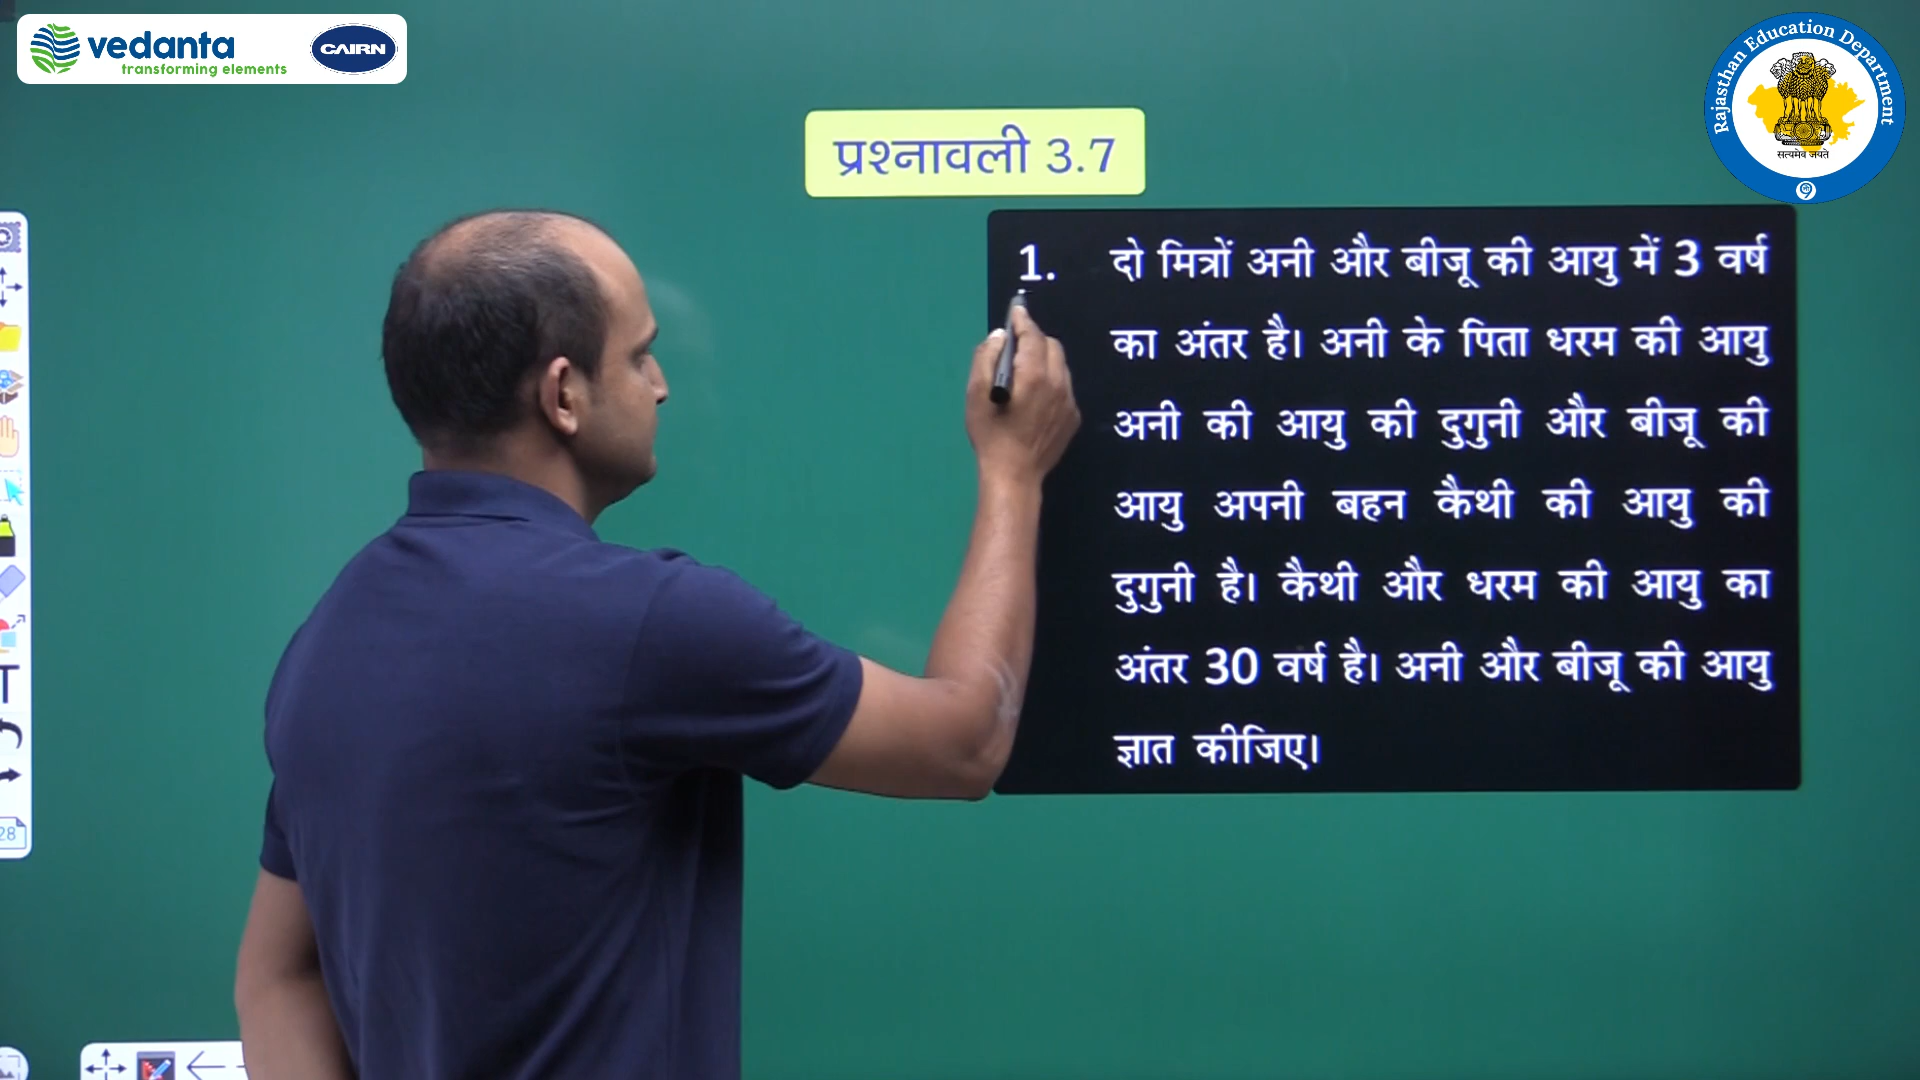 vedanta
transforming elements
CAIRN
Rajasthan Education Department
सत्यमेव जयते
प्रश्नावली 3.7
1. दो मित्रों अनी और बीजू की आयु में 3 वर्ष
का अंतर है। अनी के पिता धरम की आयु
अनी की आयु की दुगुनी और बीजू की
आयु अपनी बहन कैथी की आयु की
दुगुनी है। कैथी और धरम की आयु का
अंतर 30 वर्ष है। अनी और बीजू की आयु
ज्ञात कीजिए।
T
28